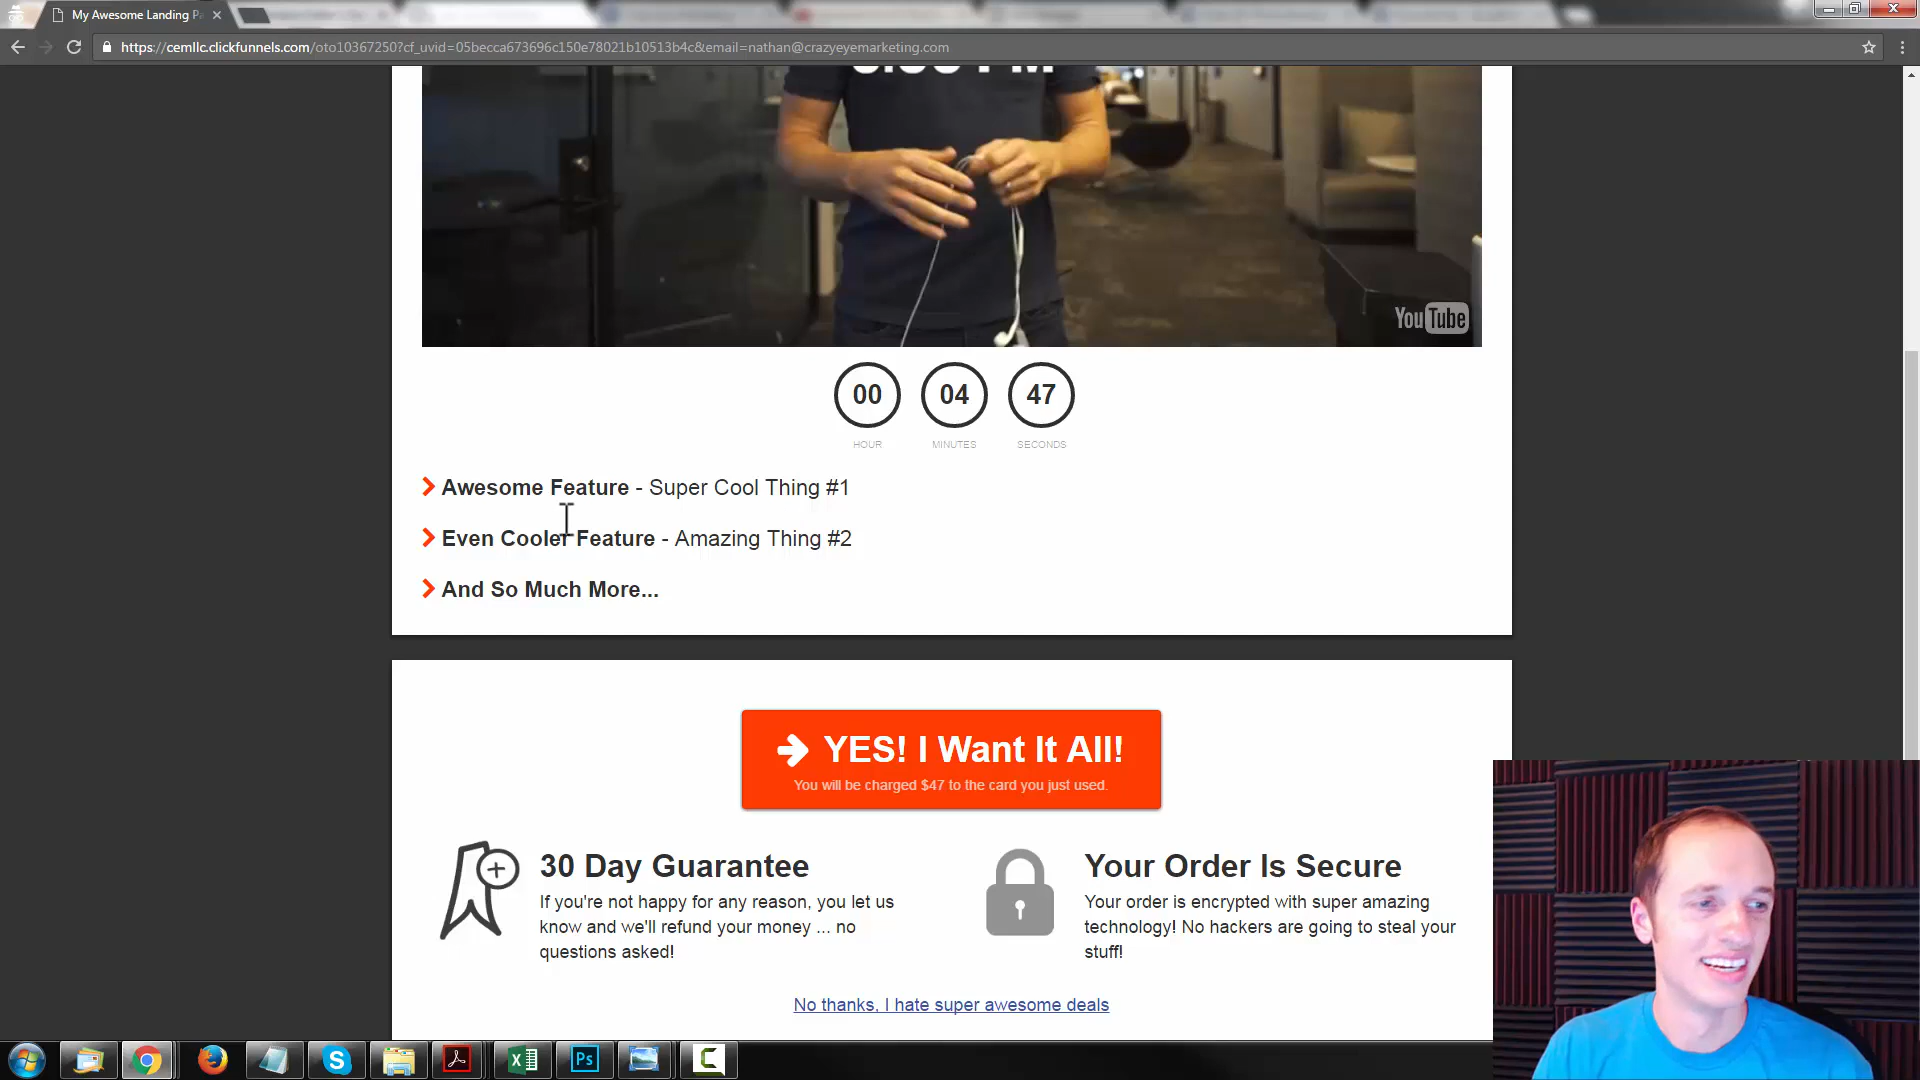 My Awesome Landing Pa
https://cemllc.clickfunnels.com/oto10367250?cf_uvid=05becca673696c150e78021b10513b4c&email=nathan@crazyeyemarketing.com
YouTube
00 04 47
HOUR MINUTES SECONDS
Awesome Feature - Super Cool Thing #1
Even Cooler Feature - Amazing Thing #2
And So Much More...
YES! I Want It All!
You will be charged $47 to the card you just used.
30 Day Guarantee
If you're not happy for any reason, you let us
know and we'll refund your money ... no
questions asked!
Your Order Is Secure
Your order is encrypted with super amazing
technology! No hackers are going to steal your
stuff!
No thanks, I hate super awesome deals
S
X
Ps
C